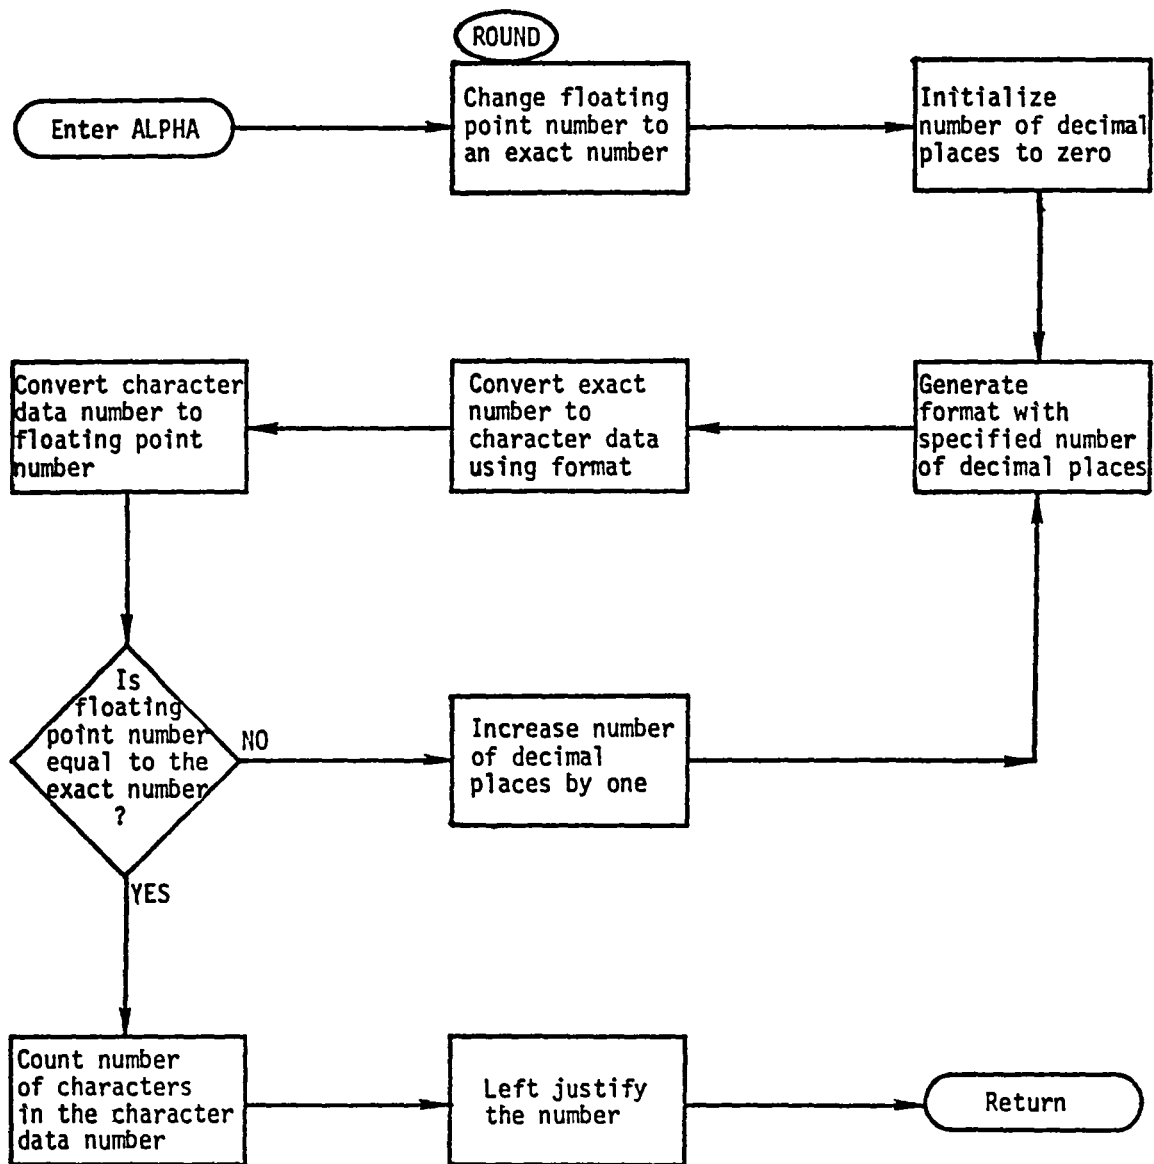 ROUND
Enter ALPHA
Change floating
point number to
an exact number
Initialize
number of decimal
places to zero
Generate
format with
specified number
of decimal places
Convert exact
number to
character data
using format
Convert character
data number to
floating point
number
Is
floating
point number
equal to the
exact number
?
NO
Increase number
of decimal
places by one
YES
Count number
of characters
in the character
data number
Left justify
the number
Return